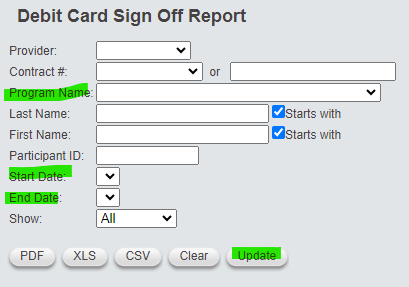 Debit Card Sign Off Report
Provider:
Contract #: or
Program Name:
Last Name: Starts with
First Name: Starts with
Participant ID:
Start Date:
End Date:
Show: All
PDF XLS CSV Clear Update